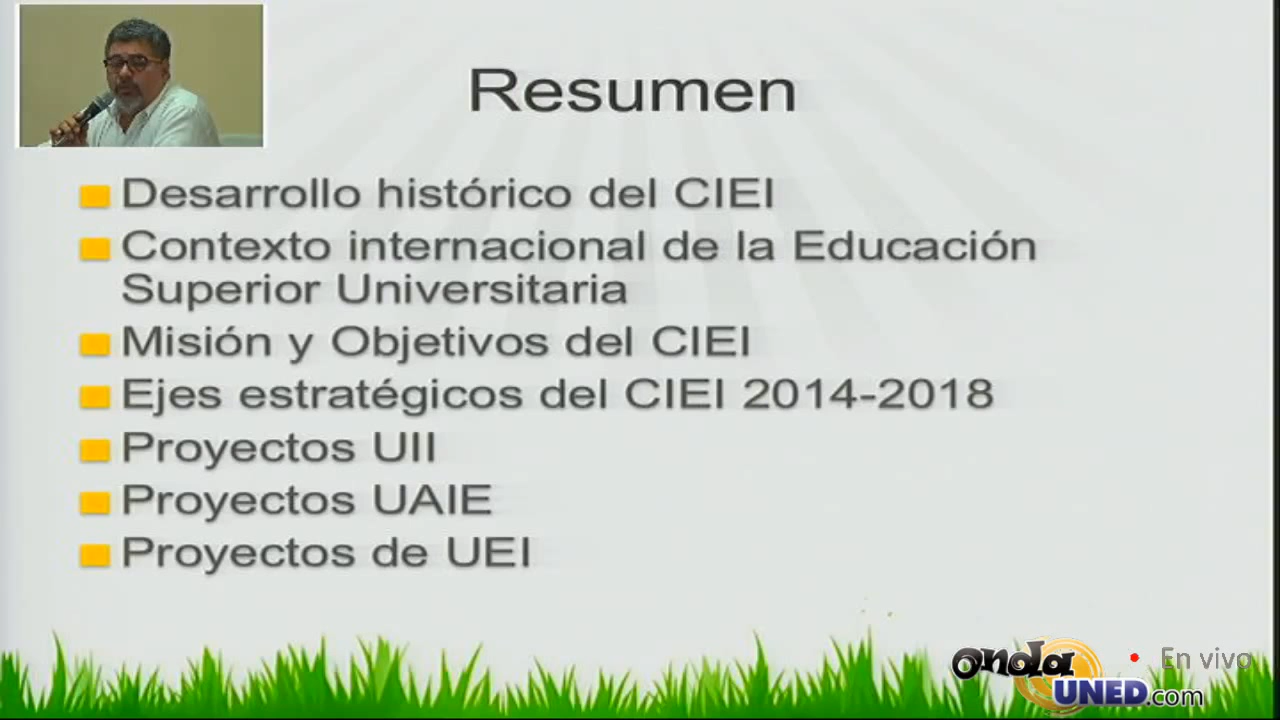 Resumen
Desarrollo histórico del CIEI
Contexto internacional de la Educación
Superior Universitaria
Misión y Objetivos del CIEI
Ejes estratégicos del CIEI 2014-2018
Proyectos UII
Proyectos UAIE
Proyectos de UEI
onda
UNED.com
En vivo